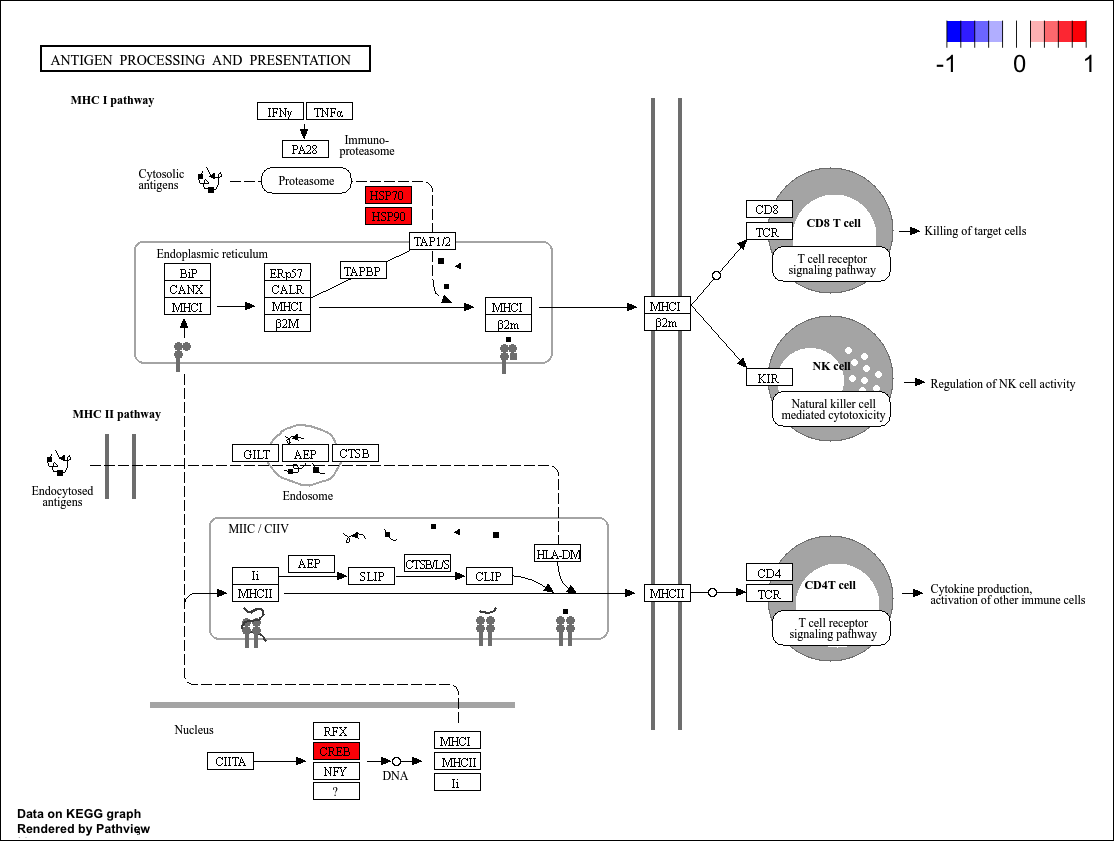 ANTIGEN PROCESSING AND PRESENTATION
-1 0 1
MHC I pathway
IFNγ TNFα
PA28
Immuno-
proteasome
Cytosolic
antigens
Proteasome
HSP70
HSP90
TAP1/2
Endoplasmic reticulum
BiP
CANX
MHCI
ERp57
CALR
MHCI
β2M
TAPBP
MHCI
β2m
MHCI
β2m
CD8
TCR
CD8 T cell
T cell receptor
signaling pathway
Killing of target cells
KIR
NK cell
Natural killer cell
mediated cytotoxicity
Regulation of NK cell activity
MHC II pathway
Endocytosed
antigens
GILT AEP CTSB
Endosome
MIIC / CIIV
HLA-DM
Ii
MHCII
AEP
SLIP
CTSB/L/S
CLIP
MHCII
CD4
TCR
CD4T cell
T cell receptor
signaling pathway
Cytokine production,
activation of other immune cells
Nucleus
CIITA
RFX
CREB
NFY
?
DNA
MHCI
MHCII
Ii
Data on KEGG graph
Rendered by Pathview